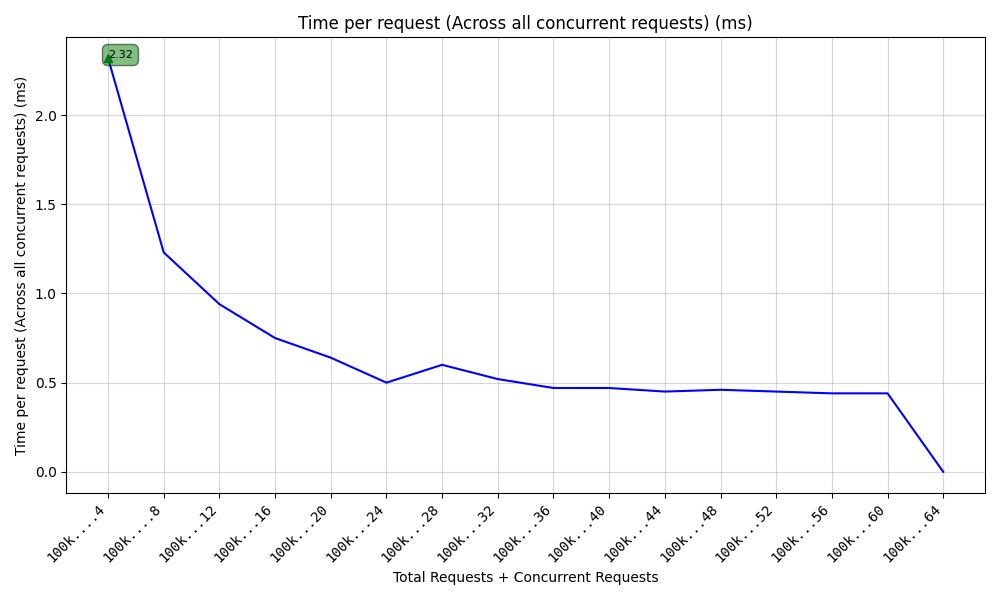 Time per request (Across all concurrent requests) (ms)
2.32
Time per request (Across all concurrent requests) (ms)
2.0
1.5
1.0
0.5
0.0
100k....4
100k....8
100k...12
100k...16
100k...20
100k...24
100k...28
100k...32
100k...36
100k...40
100k...44
100k...48
100k...52
100k...56
100k...60
100k...64
Total Requests + Concurrent Requests